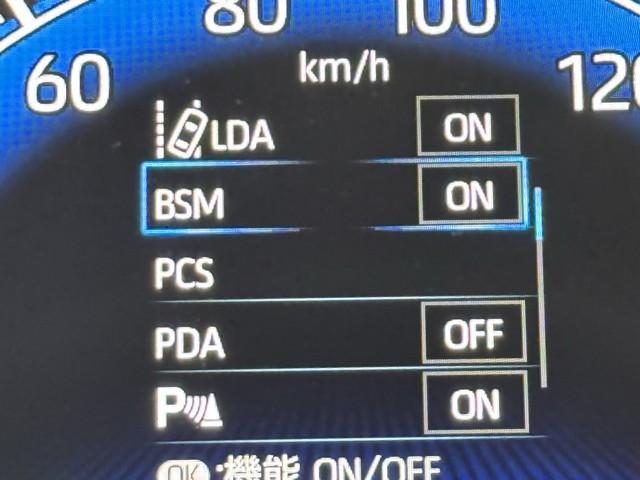 80 100
60 km/h 120
LDA ON
BSM ON
PCS
PDA OFF
P ON
OK :機能 ON/OFF